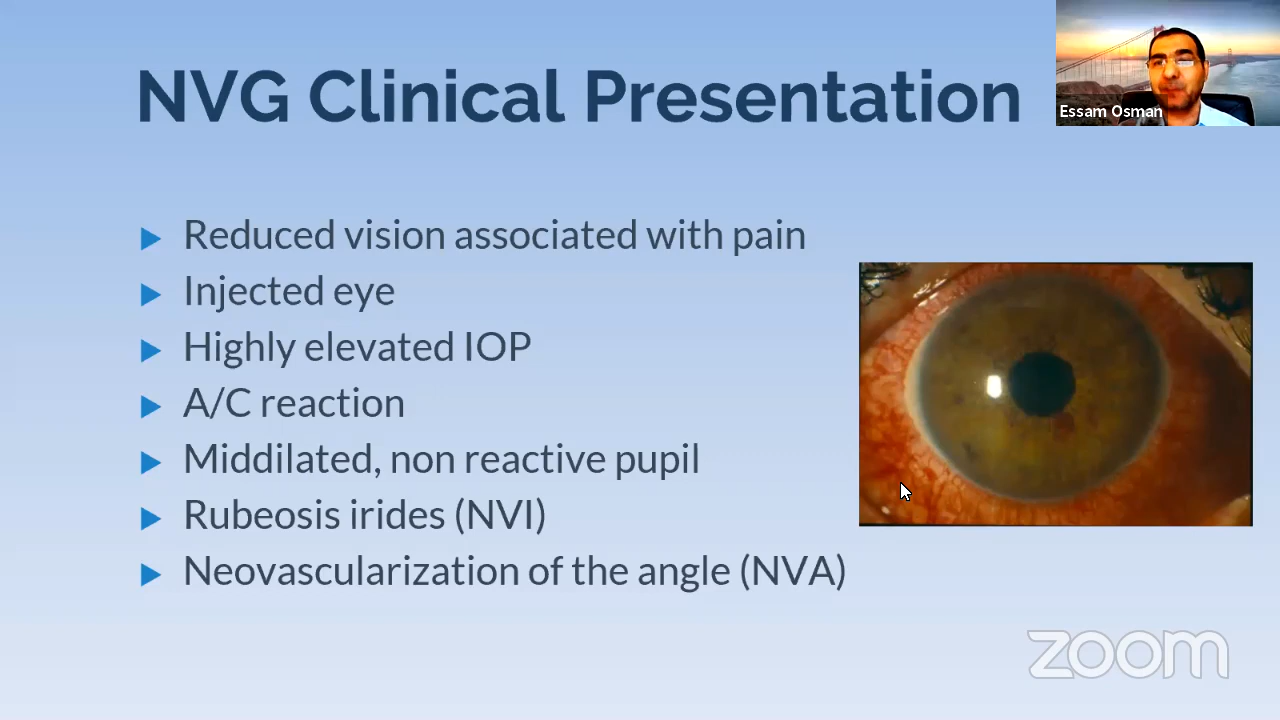 NVG Clinical Presentation
Essam Osman
Reduced vision associated with pain
Injected eye
Highly elevated IOP
A/C reaction
Middilated, non reactive pupil
Rubeosis irides (NVI)
Neovascularization of the angle (NVA)
zoom